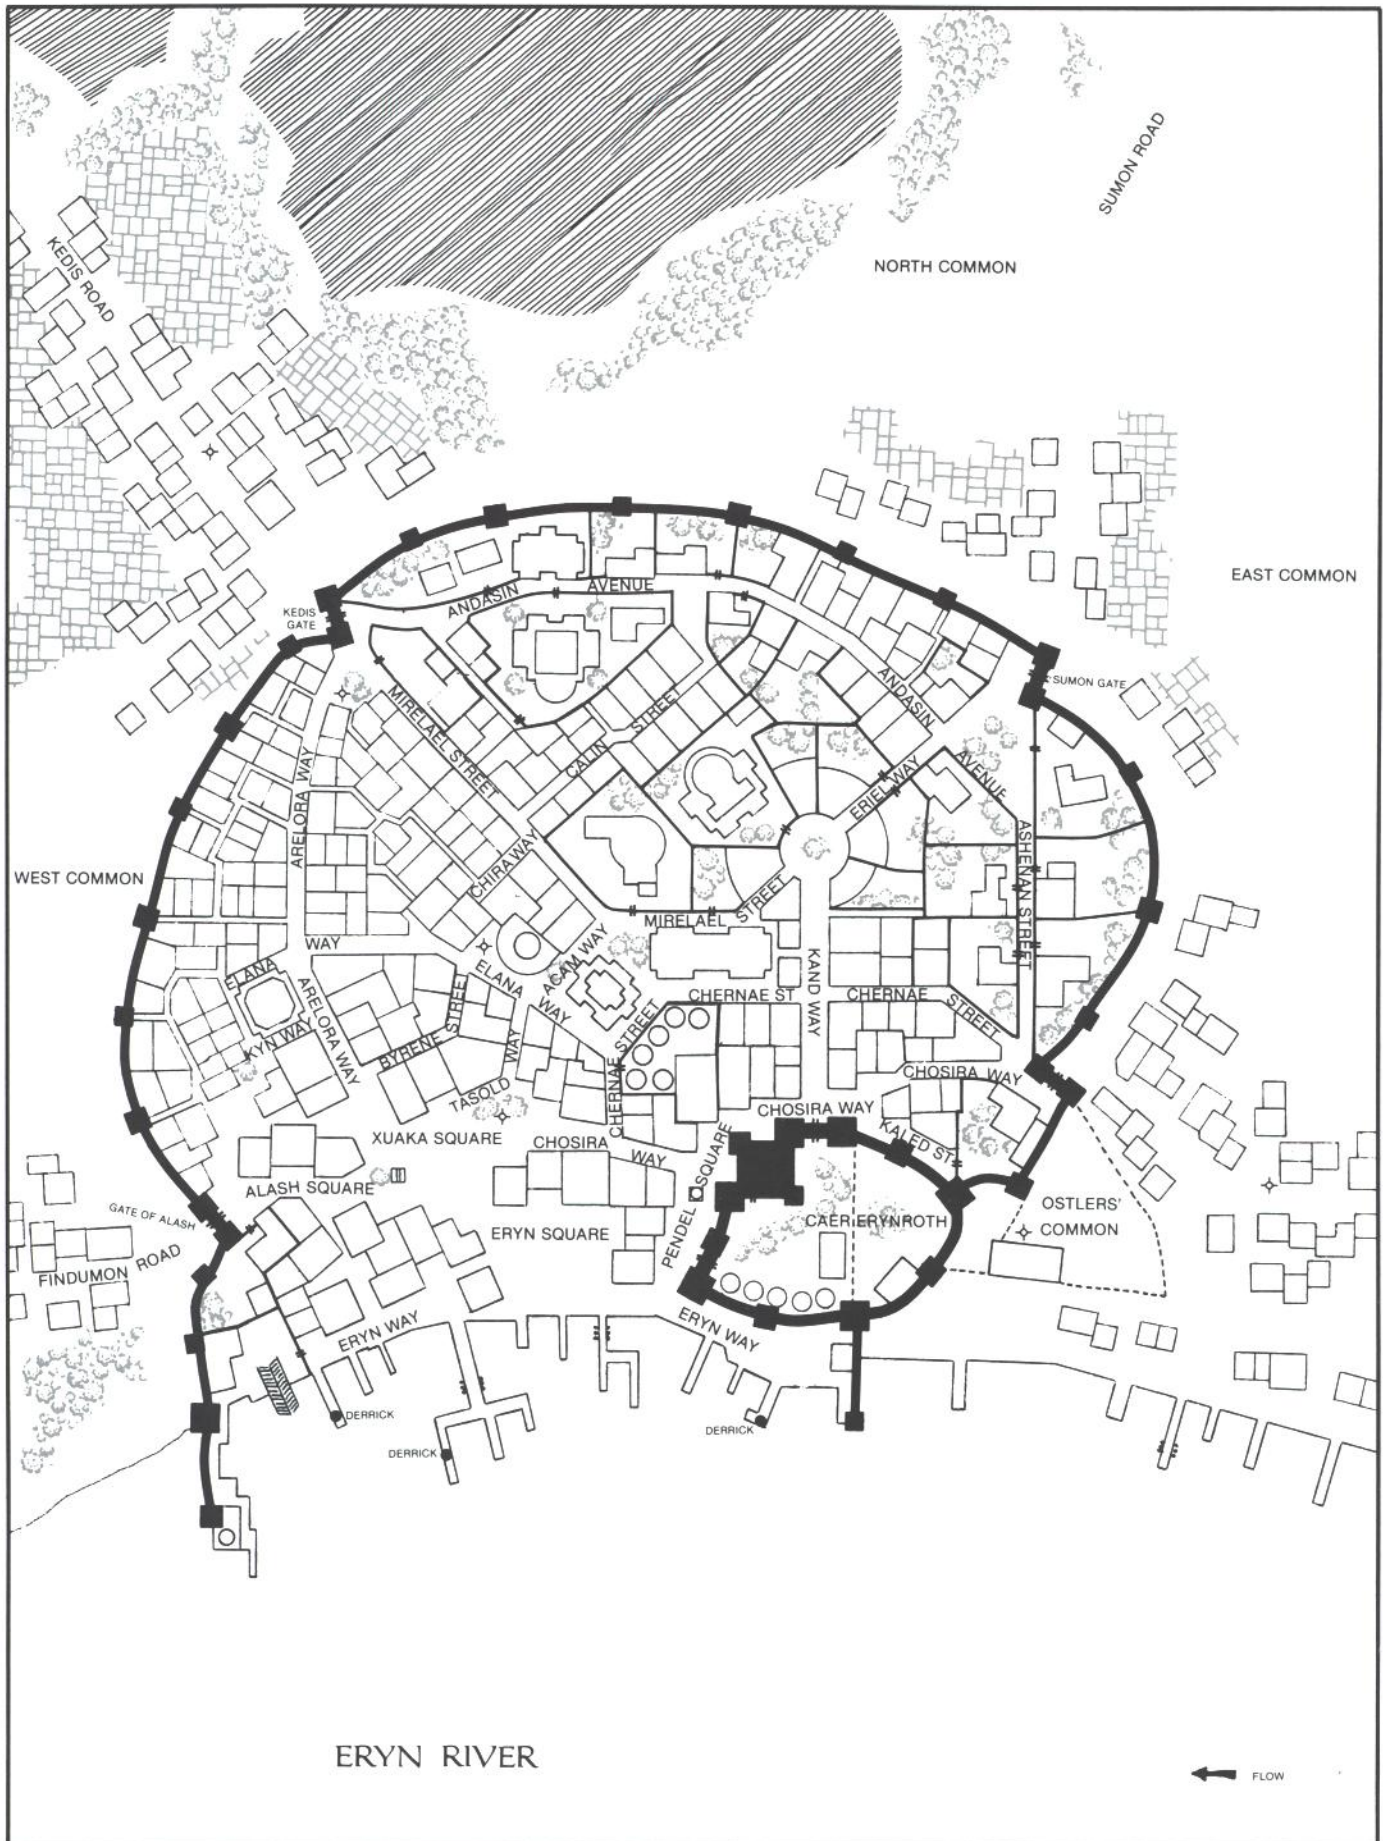 SUMON ROAD
KEDIS ROAD
NORTH COMMON
EAST COMMON
KEDIS
GATE
ANDASIN
AVENUE
MIRELAEL STREET
CALIN
STREET
ANDASIN
AVENUE
SUMON GATE
ARELORA WAY
ERIEL WAY
CHIRA WAY
ASHENAN STREET
WEST COMMON
MIRELAEL
STREET
WAY
ELANA
ELANA
WAY
ACAM WAY
KAND WAY
CHERNAE ST
CHERNAE
STREET
ARELORA WAY
KYN WAY
BYRENE
STREET
TASOLD
WAY
CHERNAE
STREET
CHOSIRA WAY
CHOSIRA WAY
KALED ST
XUAKA SQUARE
CHOSIRA
WAY
ALASH SQUARE
GATE OF ALASH
FINDUMON ROAD
ERYN SQUARE
PENDEL
SQUARE
CAER ERYNROTH
OSTLERS'
COMMON
ERYN WAY
ERYN WAY
DERRICK
DERRICK
DERRICK
ERYN RIVER
FLOW